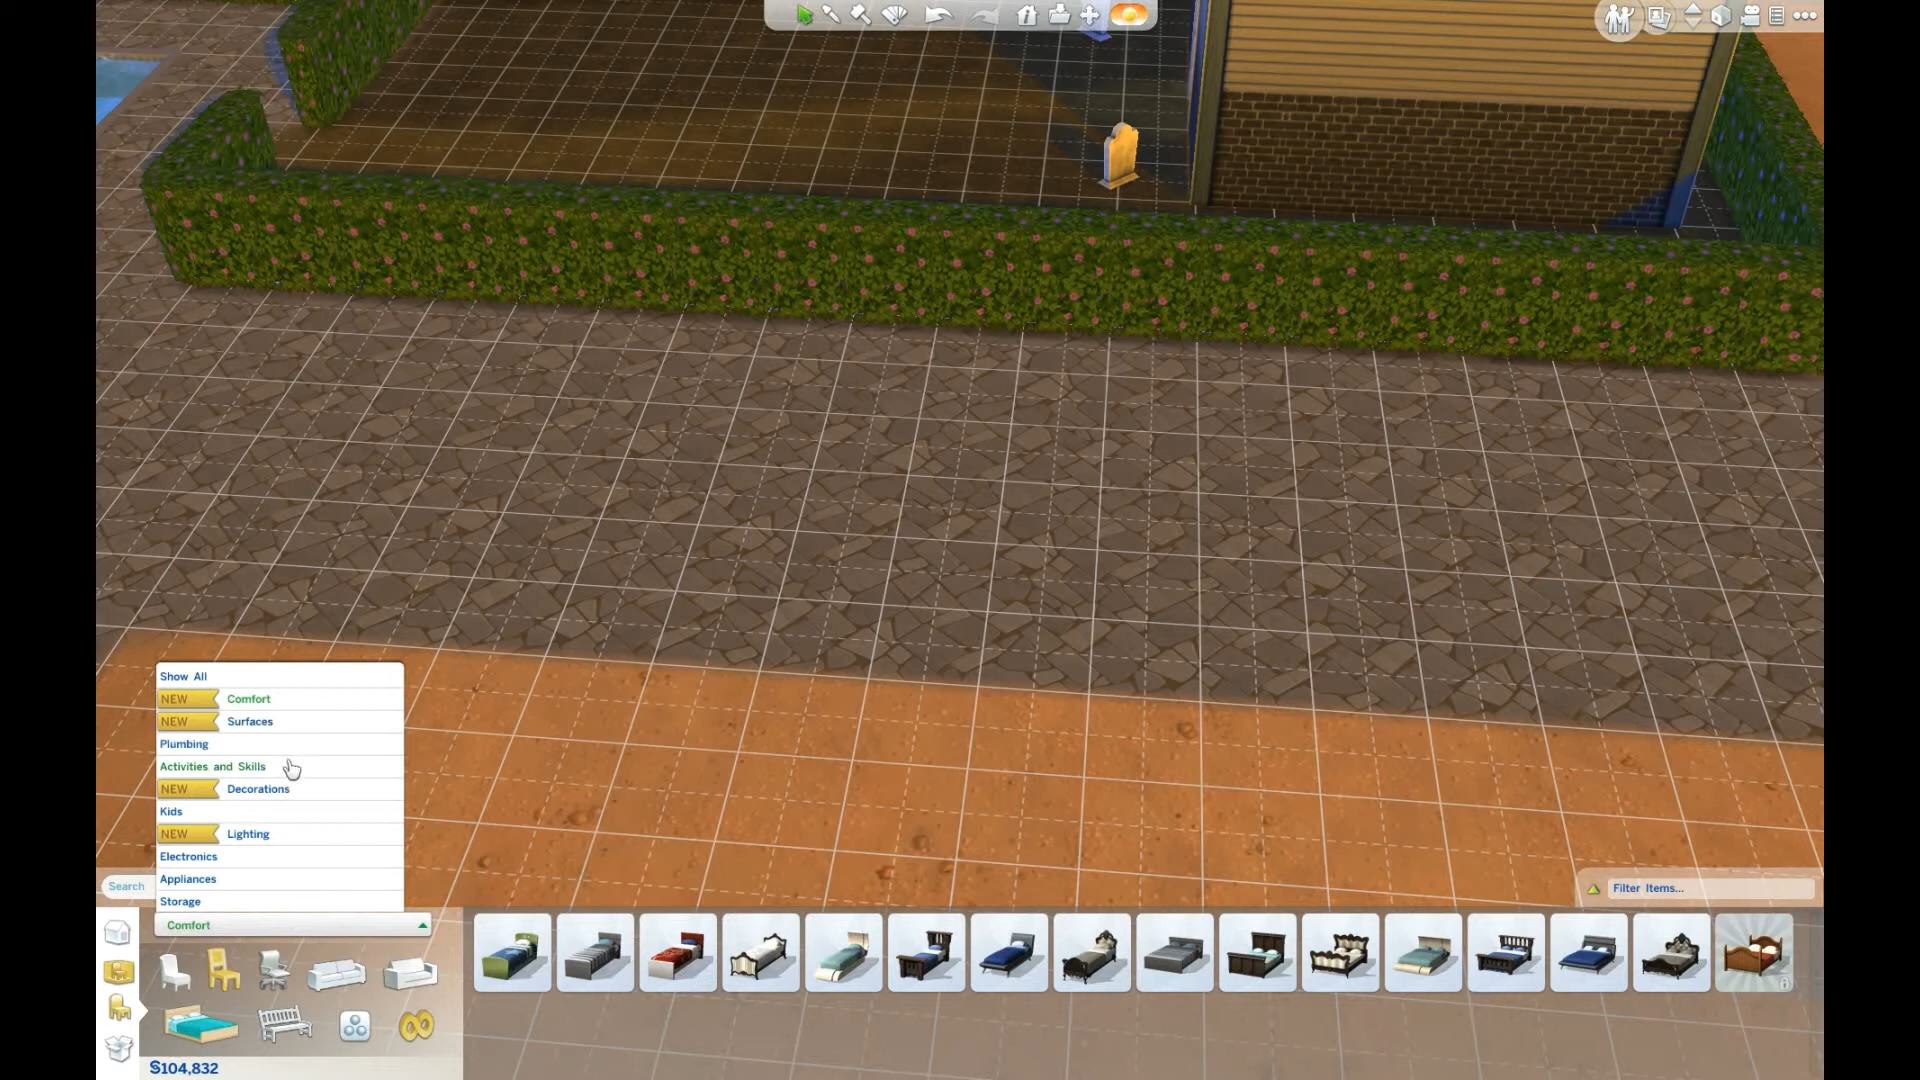 Show All
NEW Comfort
NEW Surfaces
Plumbing
Activities and Skills
NEW Decorations
Kids
NEW Lighting
Electronics
Appliances
Storage
Search
Filter Items...
Comfort
§104,832